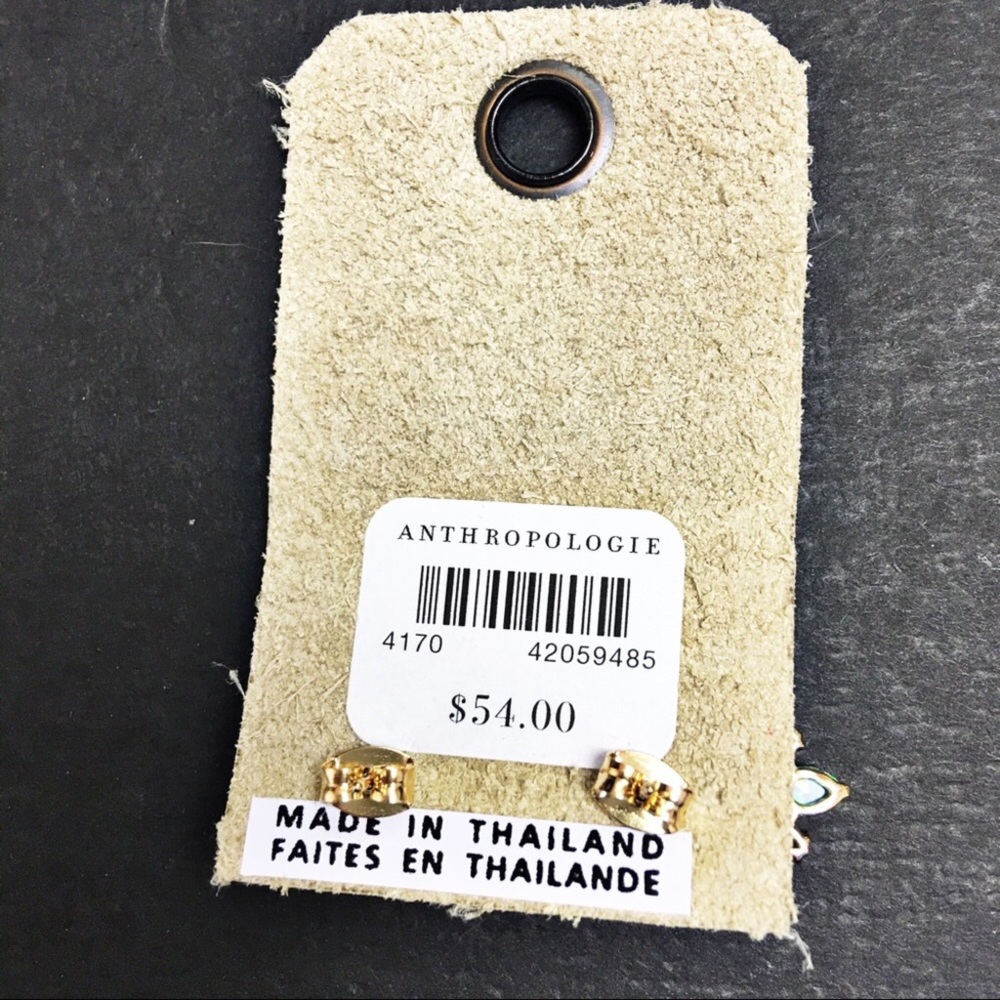 ANTHROPOLOGIE
4170 42059485
$54.00
MADE IN THAILAND
FAITES EN THAILANDE